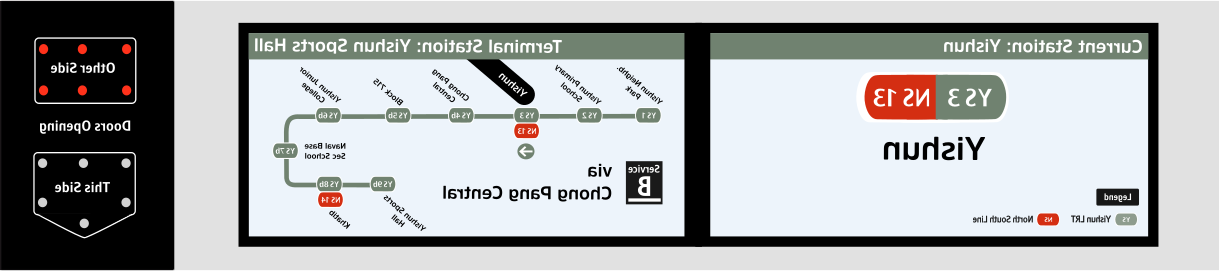 Current Station: Yishun
YS 3 NS 13
Yishun
Legend
YS Yishun LRT
NS North South Line
Terminal Station: Yishun Sports Hall
Yishun Neighb.
Park
Yishun Primary
School
Yishun
Chong Pang
Central
Block 715
Yishun Junior
College
YS 1
YS 2
YS 3
NS 13
YS 4b
YS 5b
YS 6b
YS 7b
Naval Base
Sec School
YS 8b
NS 14
Khatib
YS 9b
Yishun Sports
Hall
Service
B
via
Chong Pang Central
Other Side
Doors Opening
This Side